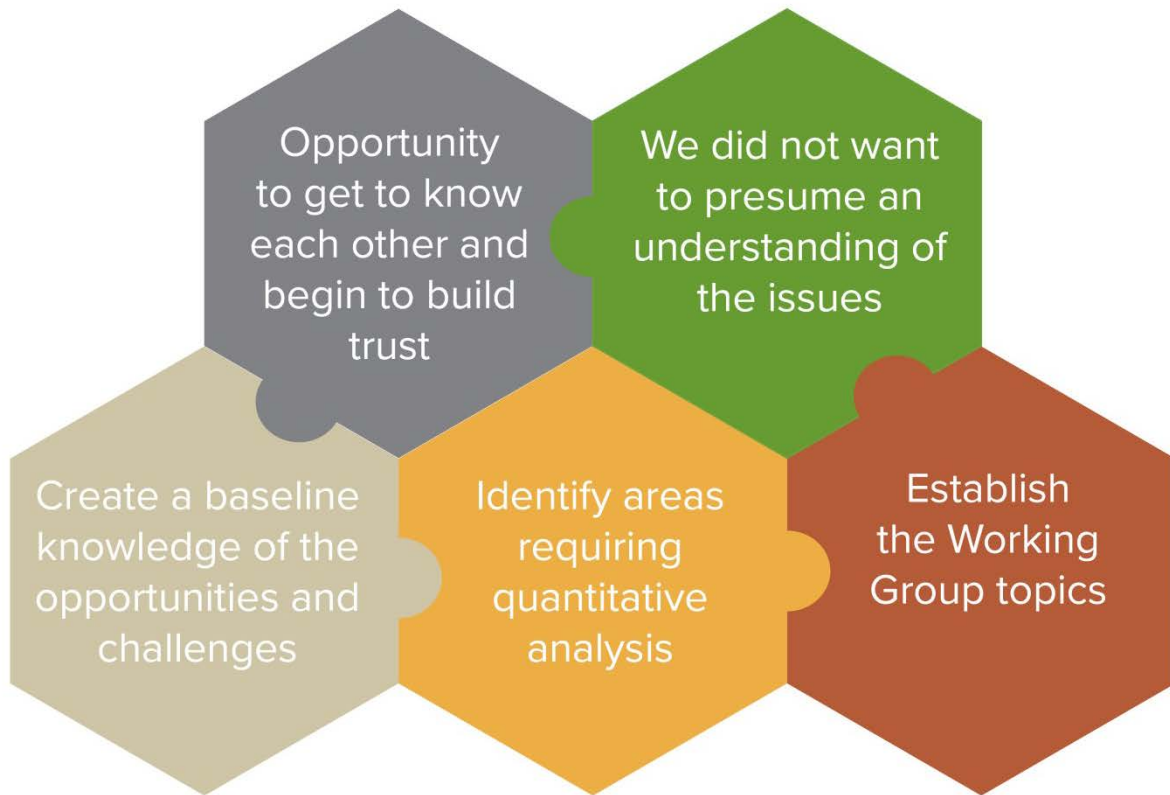 Opportunity
to get to know
each other and
begin to build
trust
We did not want
to presume an
understanding of
the issues
Create a baseline
knowledge of the
opportunities and
challenges
Identify areas
requiring
quantitative
analysis
Establish
the Working
Group topics